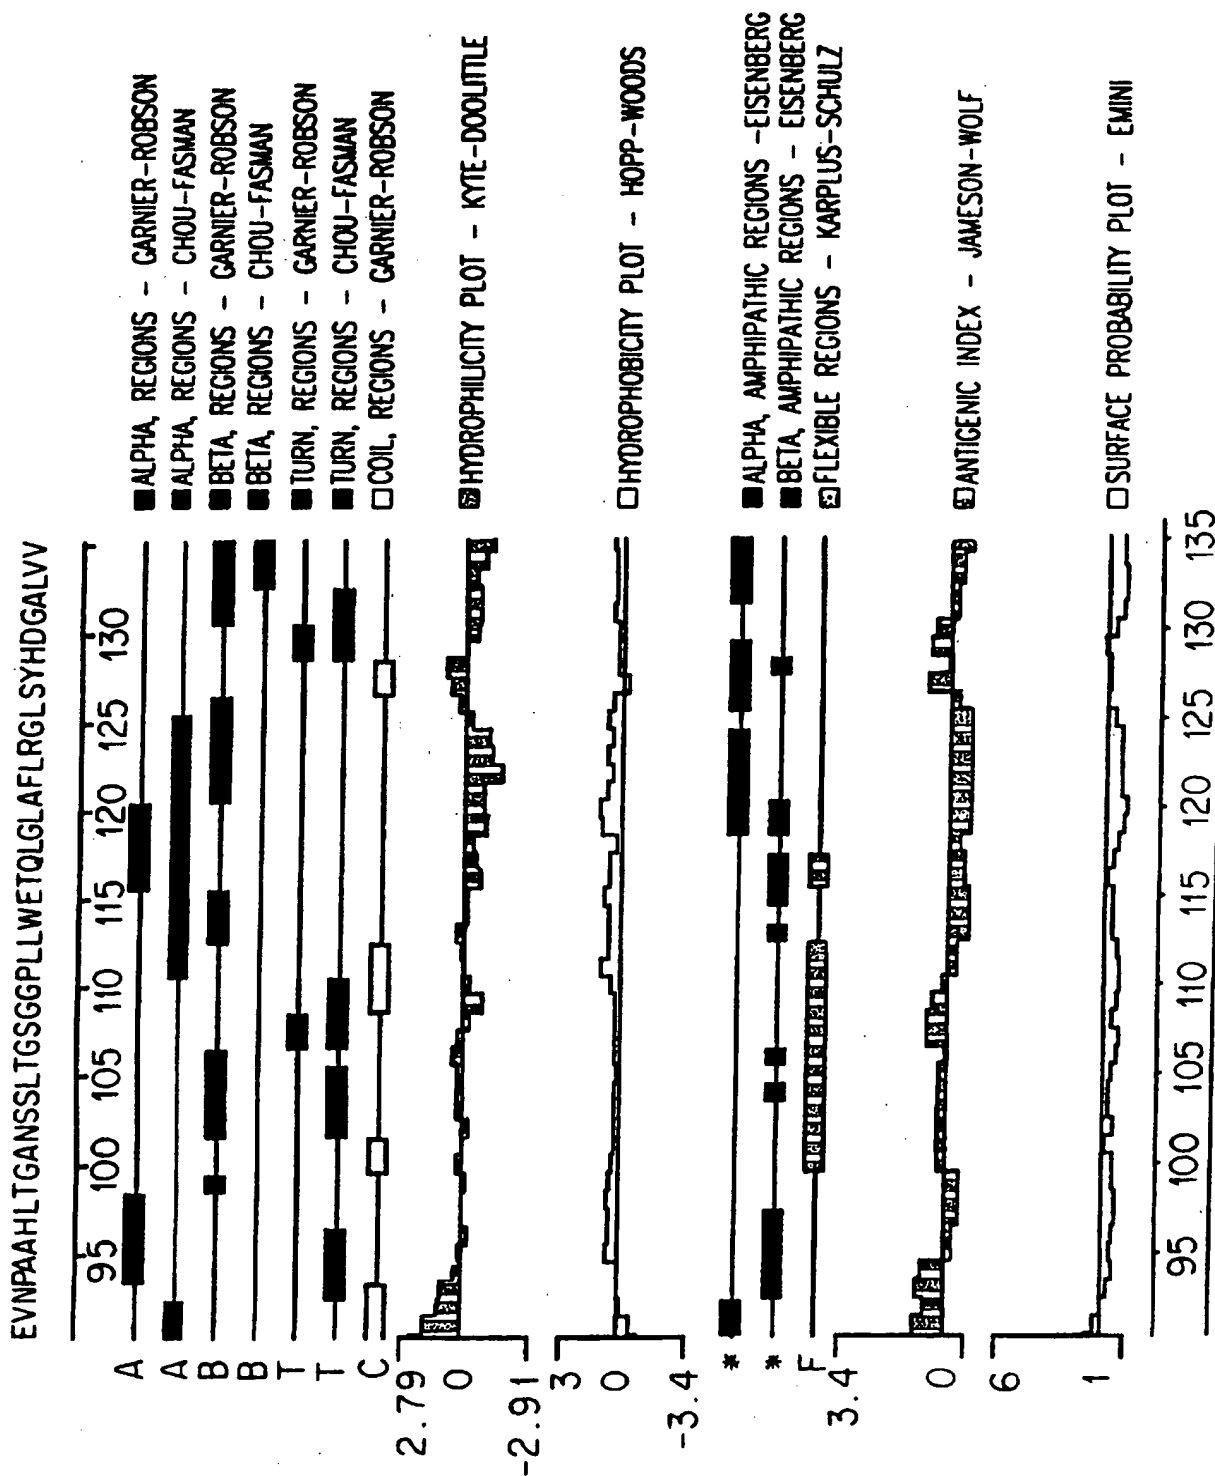 EVNPAAHLTGANSSLTGSGGPLLWETQLGLAFLRGLSYHDGALVV
95 100 105 110 115 120 125 130
A ALPHA, REGIONS - GARNIER-ROBSON
A ALPHA, REGIONS - CHOU-FASMAN
B BETA, REGIONS - GARNIER-ROBSON
B BETA, REGIONS - CHOU-FASMAN
T TURN, REGIONS - GARNIER-ROBSON
T TURN, REGIONS - CHOU-FASMAN
C COIL, REGIONS - GARNIER-ROBSON
2.79
0 HYDROPHILICITY PLOT - KYTE-DOOLITTLE
-2.91
3
0 HYDROPHOBICITY PLOT - HOPP-WOODS
-3.4
* ALPHA, AMPHIPATHIC REGIONS -EISENBERG
* BETA, AMPHIPATHIC REGIONS - EISENBERG
F FLEXIBLE REGIONS - KARPLUS-SCHULZ
3.4
0 ANTIGENIC INDEX - JAMESON-WOLF
6
1 SURFACE PROBABILITY PLOT - EMINI
95 100 105 110 115 120 125 130 135